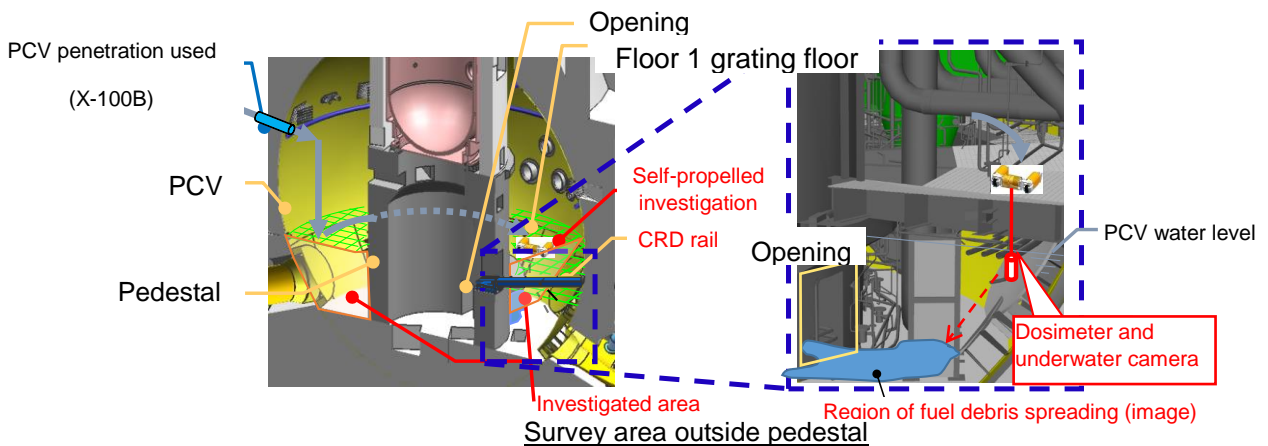 Opening
PCV penetration used
(X-100B)
Floor 1 grating floor
PCV
Self-propelled
investigation
CRD rail
Pedestal
Investigated area
Opening
PCV water level
Dosimeter and
underwater camera
Region of fuel debris spreading (image)
Survey area outside pedestal